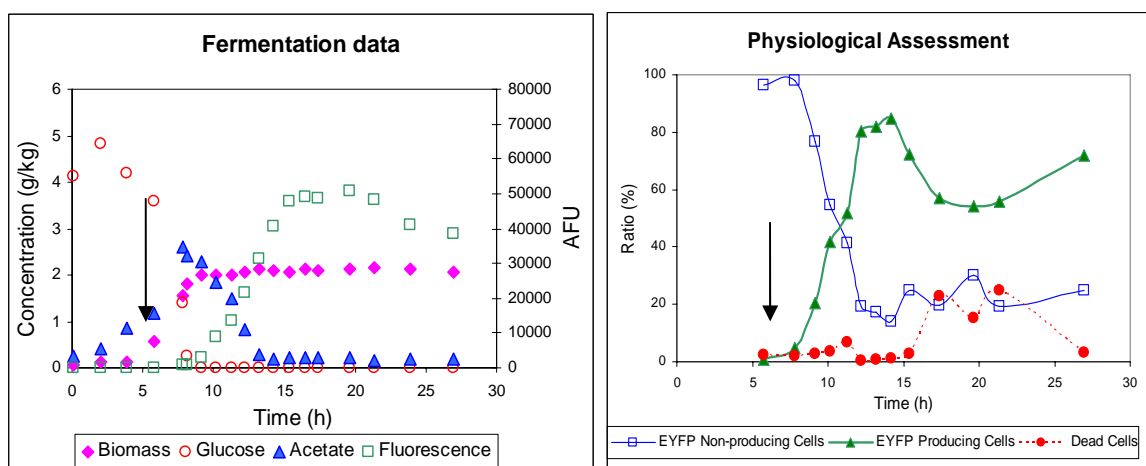 Fermentation data
Concentration (g/kg)
6
5
4
3
2
1
0
80000
70000
60000
50000
40000
30000
20000
10000
0
AFU
0 5 10 15 20 25 30
Time (h)
Biomass Glucose Acetate Fluorescence
Physiological Assessment
Ratio (%)
100
80
60
40
20
0
0 5 10 15 20 25 30
Time (h)
EYFP Non-producing Cells EYFP Producing Cells Dead Cells